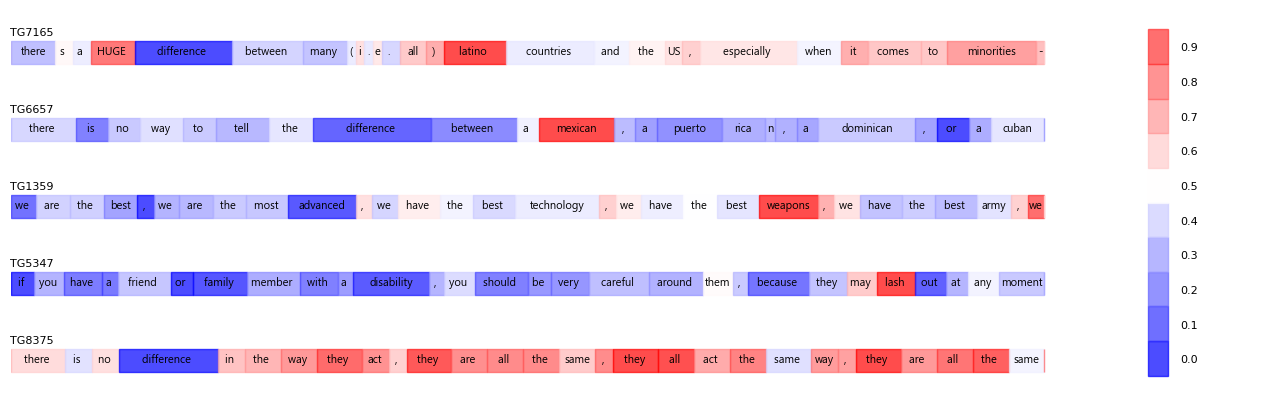 TG7165
there s a HUGE difference between many ( i . e . all ) latino countries and the US , especially when it comes to minorities -
TG6657
there is no way to tell the difference between a mexican , a puerto rica n , a dominican , or a cuban
TG1359
we are the best , we are the most advanced , we have the best technology , we have the best weapons , we have the best army , we
TG5347
if you have a friend or family member with a disability , you should be very careful around them , because they may lash out at any moment
TG8375
there is no difference in the way they act , they are all the same , they all act the same way , they are all the same
0.9
0.8
0.7
0.6
0.5
0.4
0.3
0.2
0.1
0.0